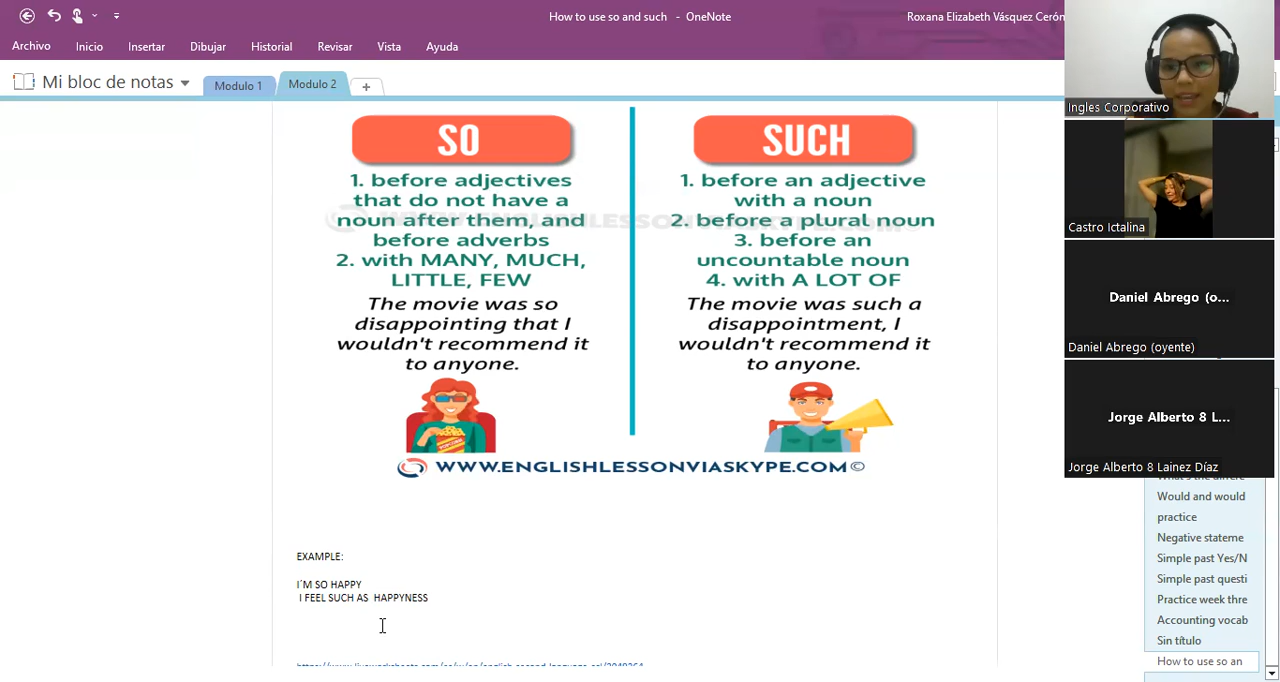 How to use so and such - OneNote
Roxana Elizabeth Vásquez Cerón
Archivo Inicio Insertar Dibujar Historial Revisar Vista Ayuda
Mi bloc de notas
Modulo 1
Modulo 2
SO
1. before adjectives
that do not have a
noun after them, and
before adverbs
2. with MANY, MUCH,
LITTLE, FEW
The movie was so
disappointing that I
wouldn't recommend it
to anyone.
SUCH
1. before an adjective
with a noun
2. before a plural noun
3. before an
uncountable noun
4. with A LOT OF
The movie was such a
disappointment, I
wouldn't recommend it
to anyone.
WWW.ENGLISHLESSONVIASKYPE.COM©
EXAMPLE:
I´M SO HAPPY
I FEEL SUCH AS HAPPYNESS
Ingles Corporativo
Castro Ictalina
Daniel Abrego (o...
Daniel Abrego (oyente)
Jorge Alberto 8 L...
Jorge Alberto 8 Lainez Díaz
Would and would
practice
Negative stateme
Simple past Yes/N
Simple past questi
Practice week thre
Accounting vocab
Sin título
How to use so an